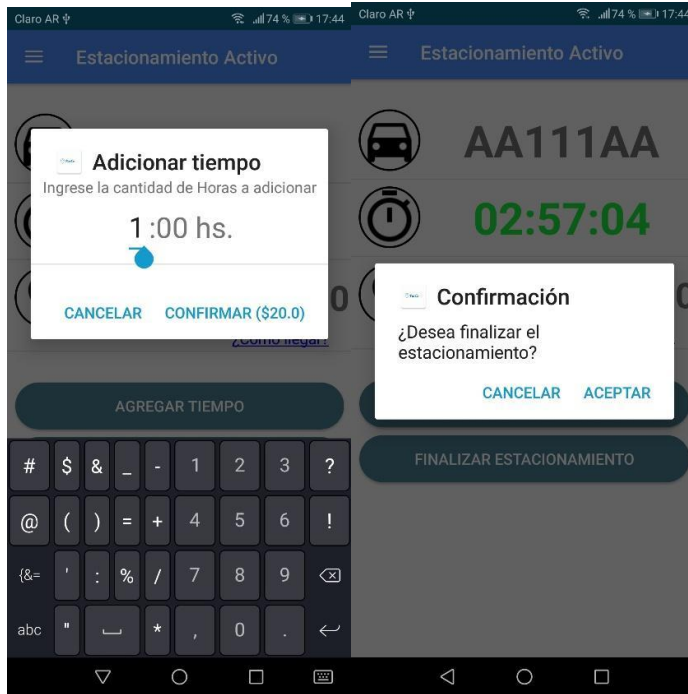 Claro AR 74 % 17:44
Estacionamiento Activo
Adicionar tiempo
Ingrese la cantidad de Horas a adicionar
1:00 hs.
CANCELAR CONFIRMAR ($20.0)
0
¿Cómo llegar?
AGREGAR TIEMPO
# $ & _ - 1 2 3 ?
@ ( ) = + 4 5 6 !
{&= ' : % / 7 8 9
abc " * , 0 .
Claro AR 74 % 17:44
Estacionamiento Activo
AA111AA
02:57:04
Confirmación
¿Desea finalizar el
estacionamiento?
CANCELAR ACEPTAR
FINALIZAR ESTACIONAMIENTO